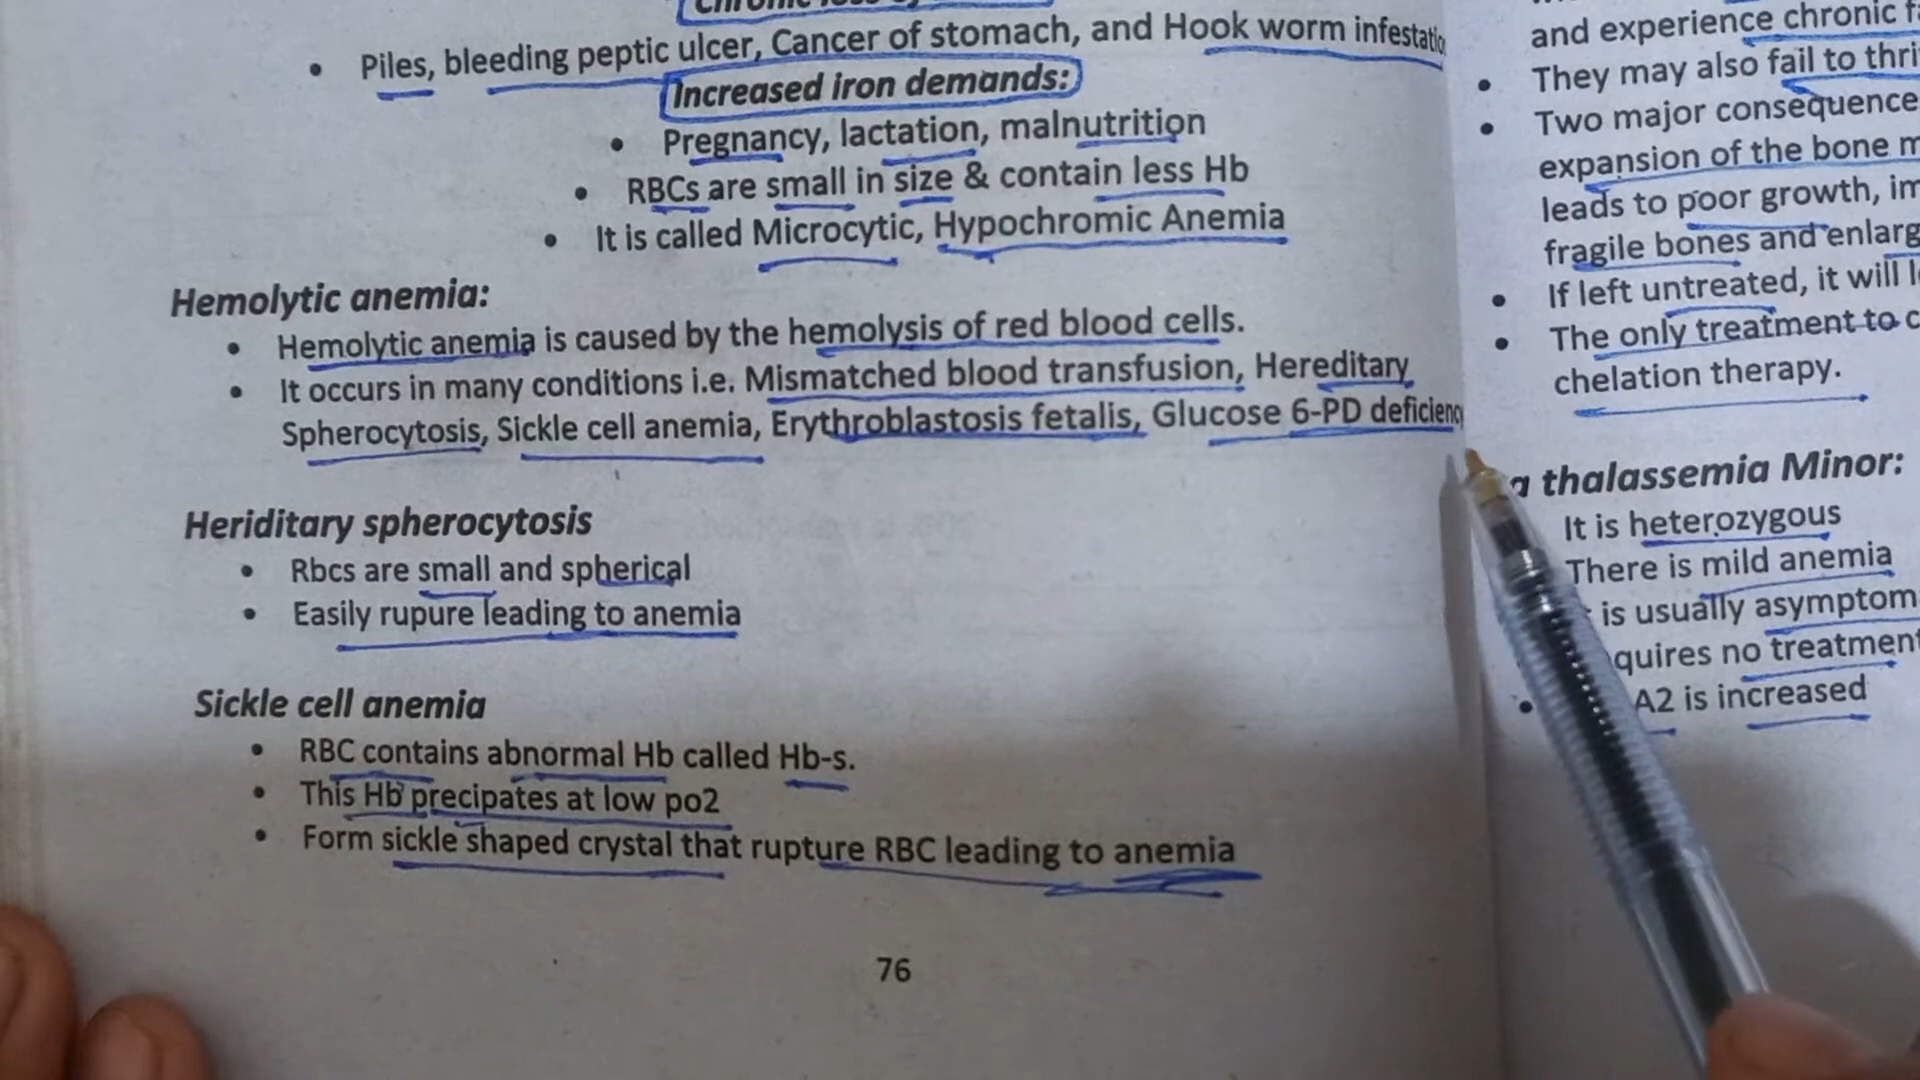 Piles, bleeding peptic ulcer, Cancer of stomach, and Hook worm
Increased iron demands:
Pregnancy, lactation, malnutrition
RBCs are small in size & contain less Hb
It is called Microcytic, Hypochromic Anemia
Hemolytic anemia:
Hemolytic anemia is caused by the hemolysis of red blood cells.
It occurs in many conditions i.e. Mismatched blood transfusion, Hereditary
Spherocytosis, Sickle cell anemia, Erythroblastosis fetalis, Glucose 6-PD
Heriditary spherocytosis
Rbcs are small and spherical
Easily rupure leading to anemia
Sickle cell anemia
RBC contains abnormal Hb called Hb-s.
This Hb precipates at low po2
Form sickle shaped crystal that rupture RBC leading to anemia
76
and experience chronic
They may also fail to
Two major
expansion of the bone
leads to poor growth,
fragile bones and
If left untreated, it will
The only treatment to
chelation therapy.
thalassemia Minor:
It is heterozygous
There is mild anemia
is usually
no
A2 is increased